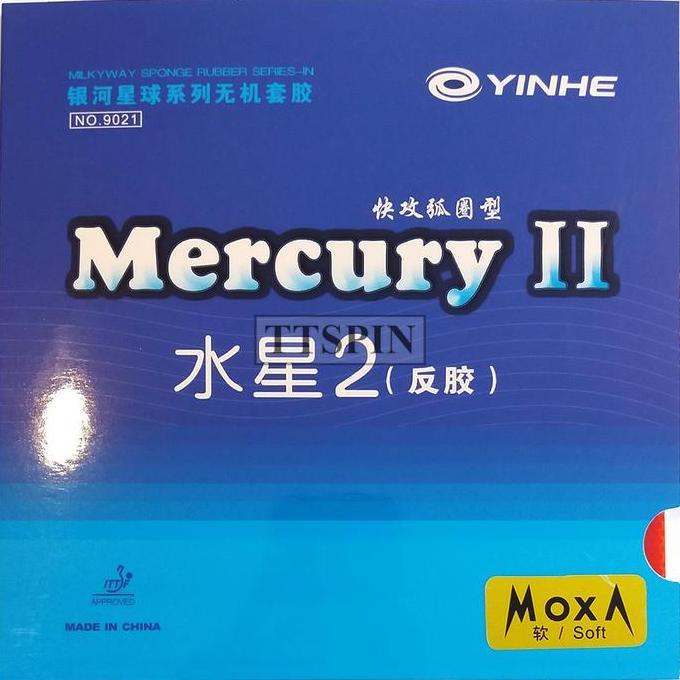 MILKYWAY SPONGE RUBBER SERIES-IN
银河星球系列无机套胶
NO.9021
YINHE
快攻弧圈型
Mercury II
TTSPIN
水星2(反胶)
ITTF
APPROVED
MADE IN CHINA
MOXA
软 / Soft